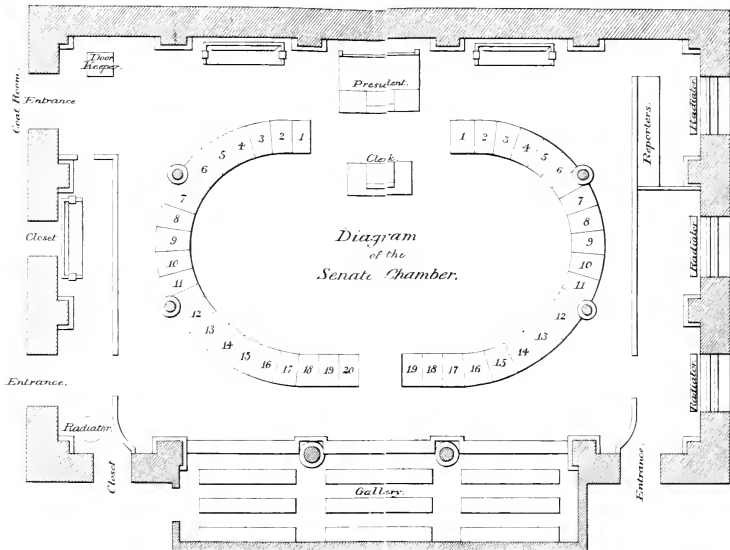 Door
Keeper.
President.
Coat Room.
Entrance
Reporters.
Radiator
1 2 3 4 5 6 7 8 9 10 11 12 13 14 15 16 17 18 19 20
1 2 3 4 5 6 7 8 9 10 11 12 13 14 15 16 17 18 19
Clerk.
Closet
Diagram
of the
Senate Chamber.
Radiator
Entrance.
Radiator
Radiator.
Closet
Gallery.
Entrance.